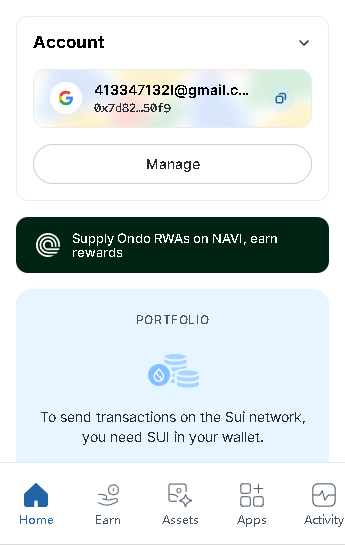 Account
413347132l@gmail.c...
0x7d82...50f9
Manage
Supply Ondo RWAs on NAVI, earn
rewards
PORTFOLIO
To send transactions on the Sui network,
you need SUI in your wallet.
Home
Earn
Assets
Apps
Activity